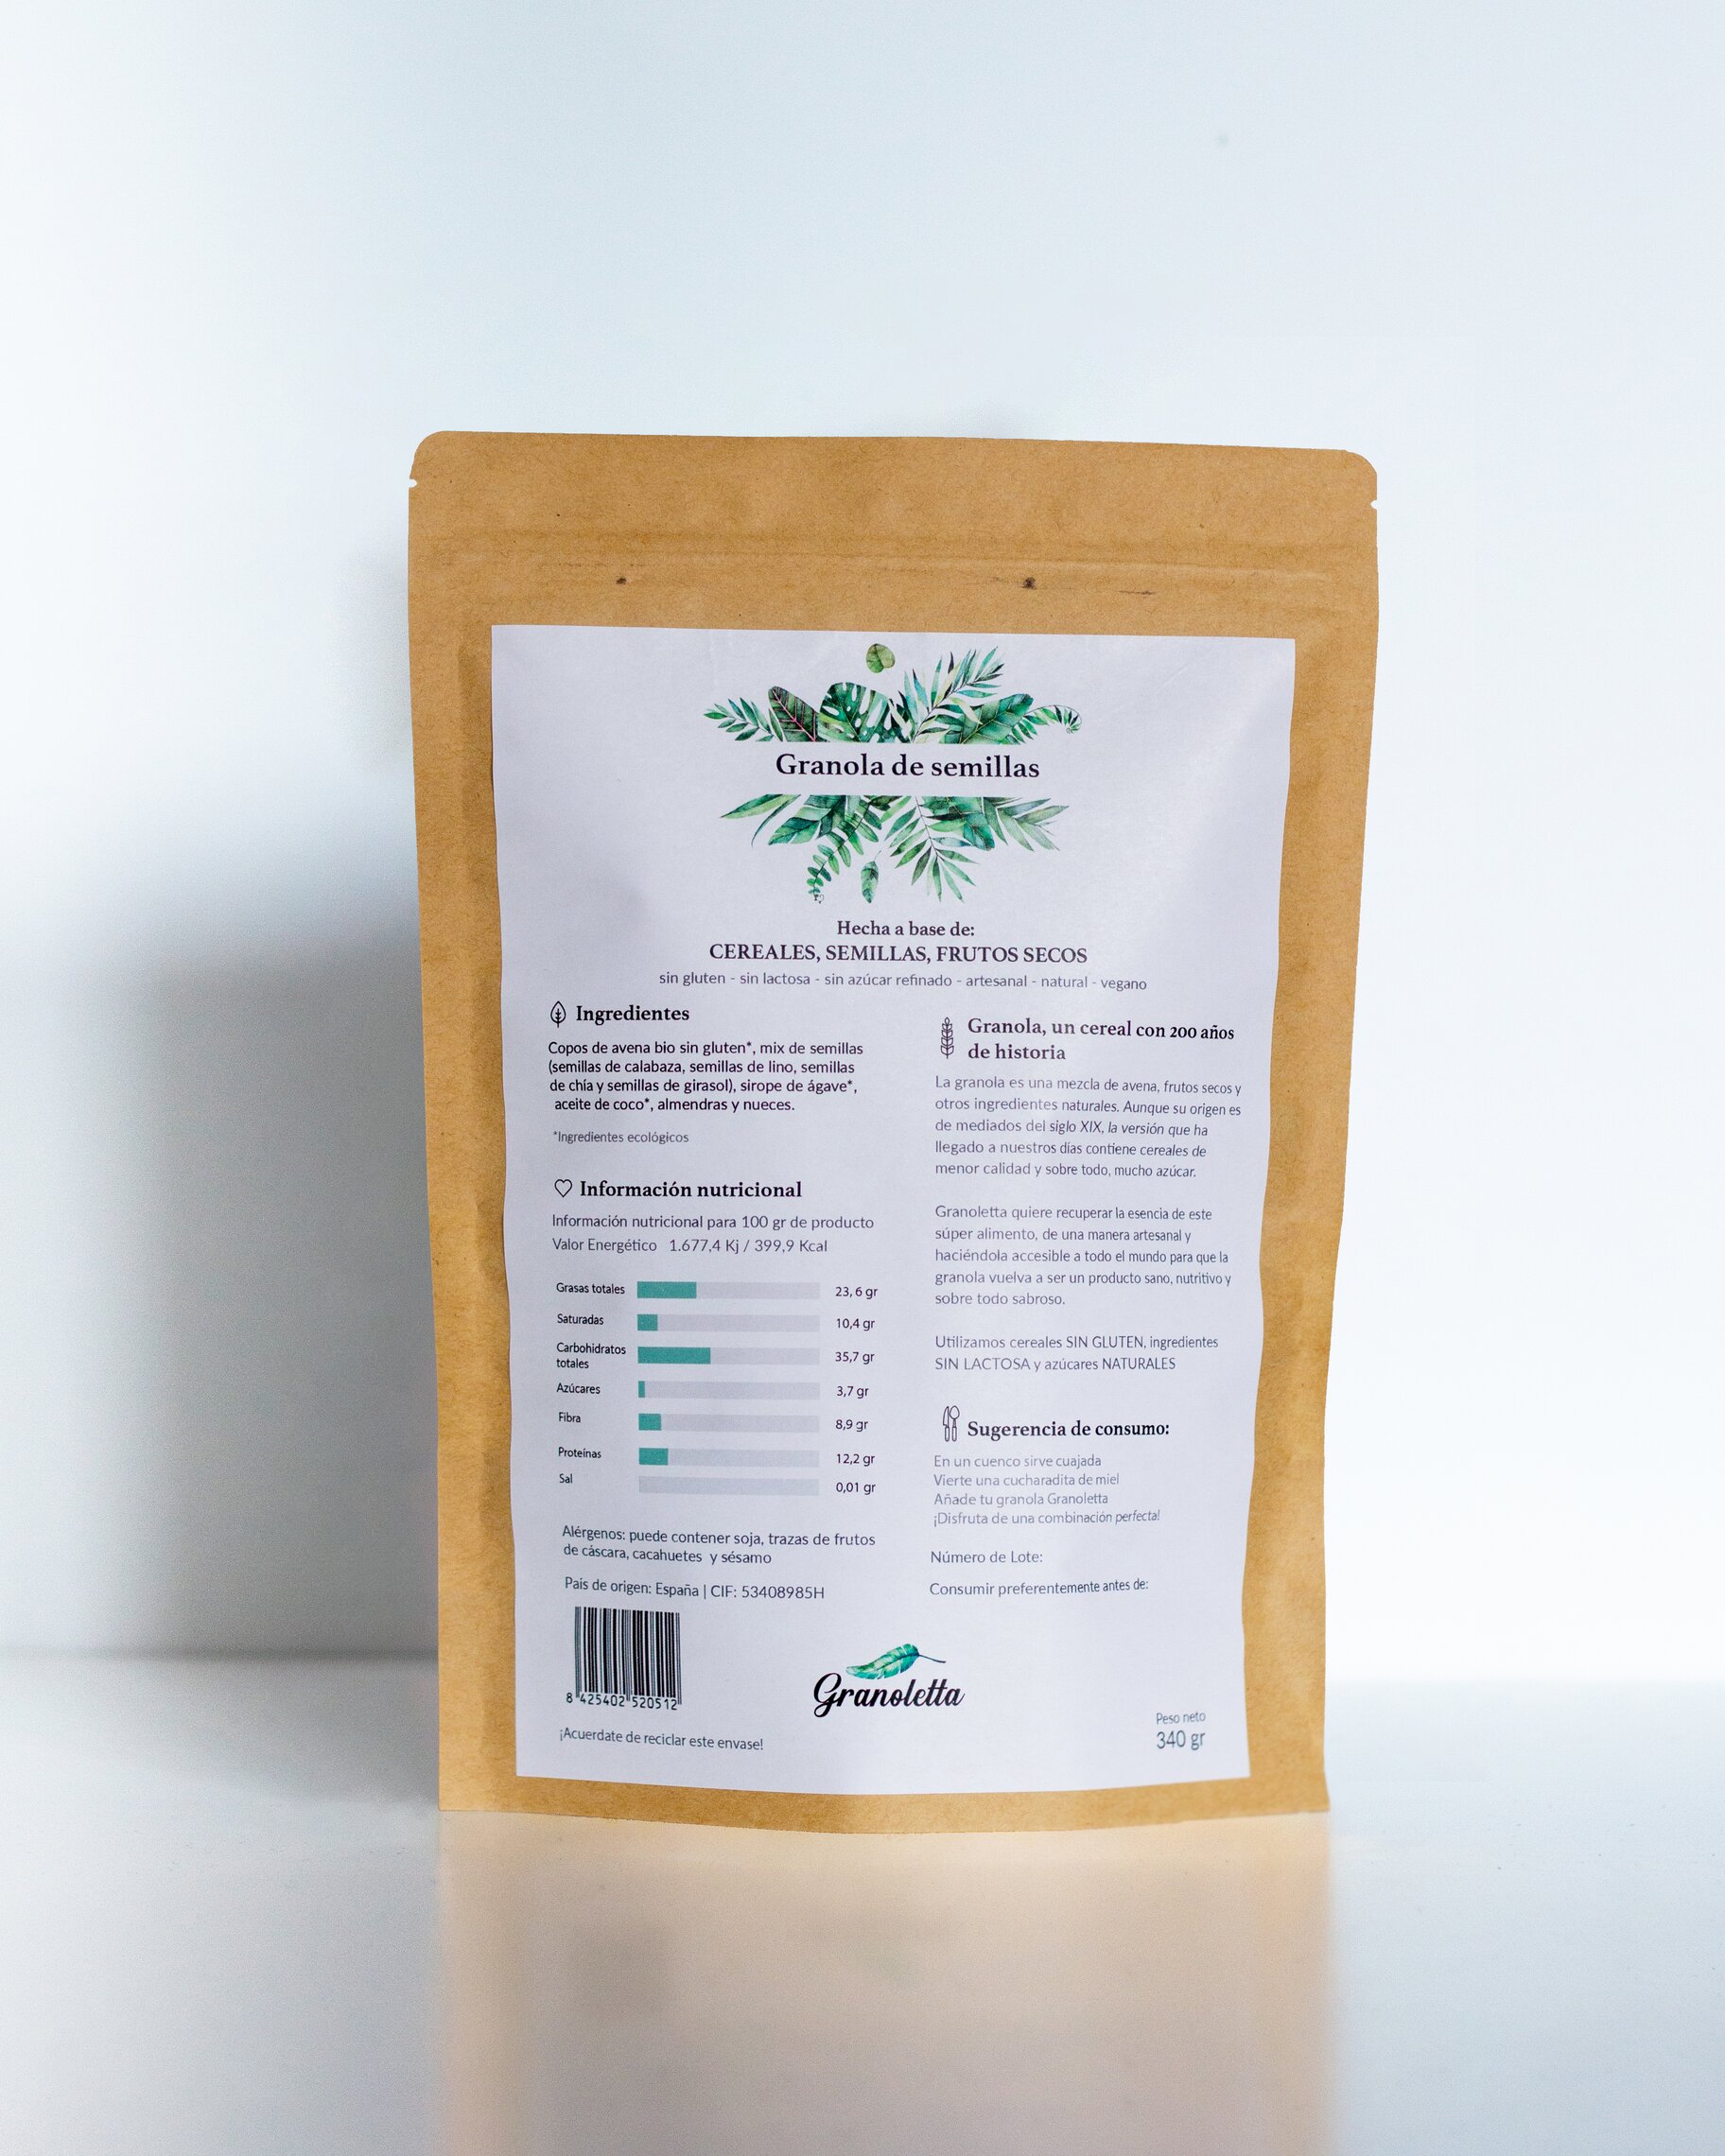 Granola de semillas
Hecha a base de:
CEREALES, SEMILLAS, FRUTOS SECOS
sin gluten - sin lactosa - sin azúcar refinado - artesanal - natural - vegano
Ingredientes
Copos de avena bio sin gluten*, mix de semillas
(semillas de calabaza, semillas de lino, semillas
de chía y semillas de girasol), sirope de ágave*,
aceite de coco*, almendras y nueces.
*Ingredientes ecológicos
Información nutricional
Información nutricional para 100 gr de producto
Valor Energético 1.677,4 Kj / 399,9 Kcal
Grasas totales 23, 6 gr
Saturadas 10,4 gr
Carbohidratos
totales 35,7 gr
Azúcares 3,7 gr
Fibra 8,9 gr
Proteínas 12,2 gr
Sal 0,01 gr
Alérgenos: puede contener soja, trazas de frutos
de cáscara, cacahuetes y sésamo
País de origen: España | CIF: 53408985H
8 425402 520512
¡Acuerdate de reciclar este envase!
Granola, un cereal con 200 años
de historia
La granola es una mezcla de avena, frutos secos y
otros ingredientes naturales. Aunque su origen es
de mediados del siglo XIX, la versión que ha
llegado a nuestros días contiene cereales de
menor calidad y sobre todo, mucho azúcar.
Granoletta quiere recuperar la esencia de este
súper alimento, de una manera artesanal y
haciéndola accesible a todo el mundo para que la
granola vuelva a ser un producto sano, nutritivo y
sobre todo sabroso.
Utilizamos cereales SIN GLUTEN, ingredientes
SIN LACTOSA y azúcares NATURALES
Sugerencia de consumo:
En un cuenco sirve cuajada
Vierte una cucharadita de miel
Añade tu granola Granoletta
¡Disfruta de una combinación perfecta!
Número de Lote:
Consumir preferentemente antes de:
Granoletta
Peso neto
340 gr